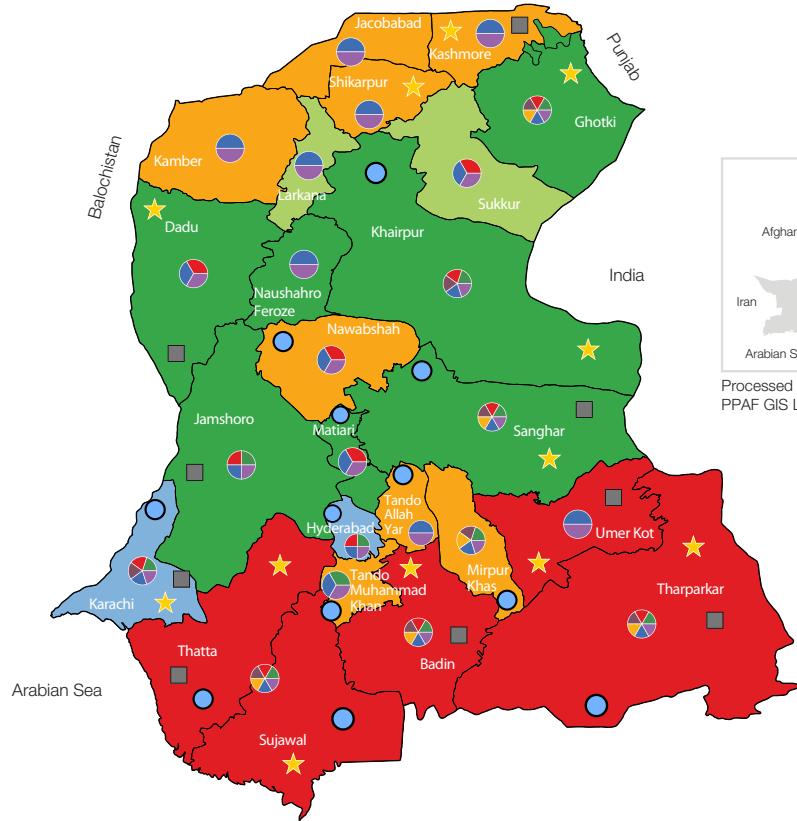 Jacobabad
Kashmore
Punjab
Shikarpur
Ghotki
Balochistan
Kamber
Larkana
Sukkur
Dadu
Khairpur
India
Naushahro
Feroze
Nawabshah
Afghan
Iran
Arabian S
Processed
PPAF GIS L
Jamshoro
Matiari
Sanghar
Tando
Allah
Yar
Hyderabad
Umer Kot
Mirpur
Khas
Tando
Muhammad
Khan
Karachi
Tharparkar
Thatta
Badin
Arabian Sea
Sujawal